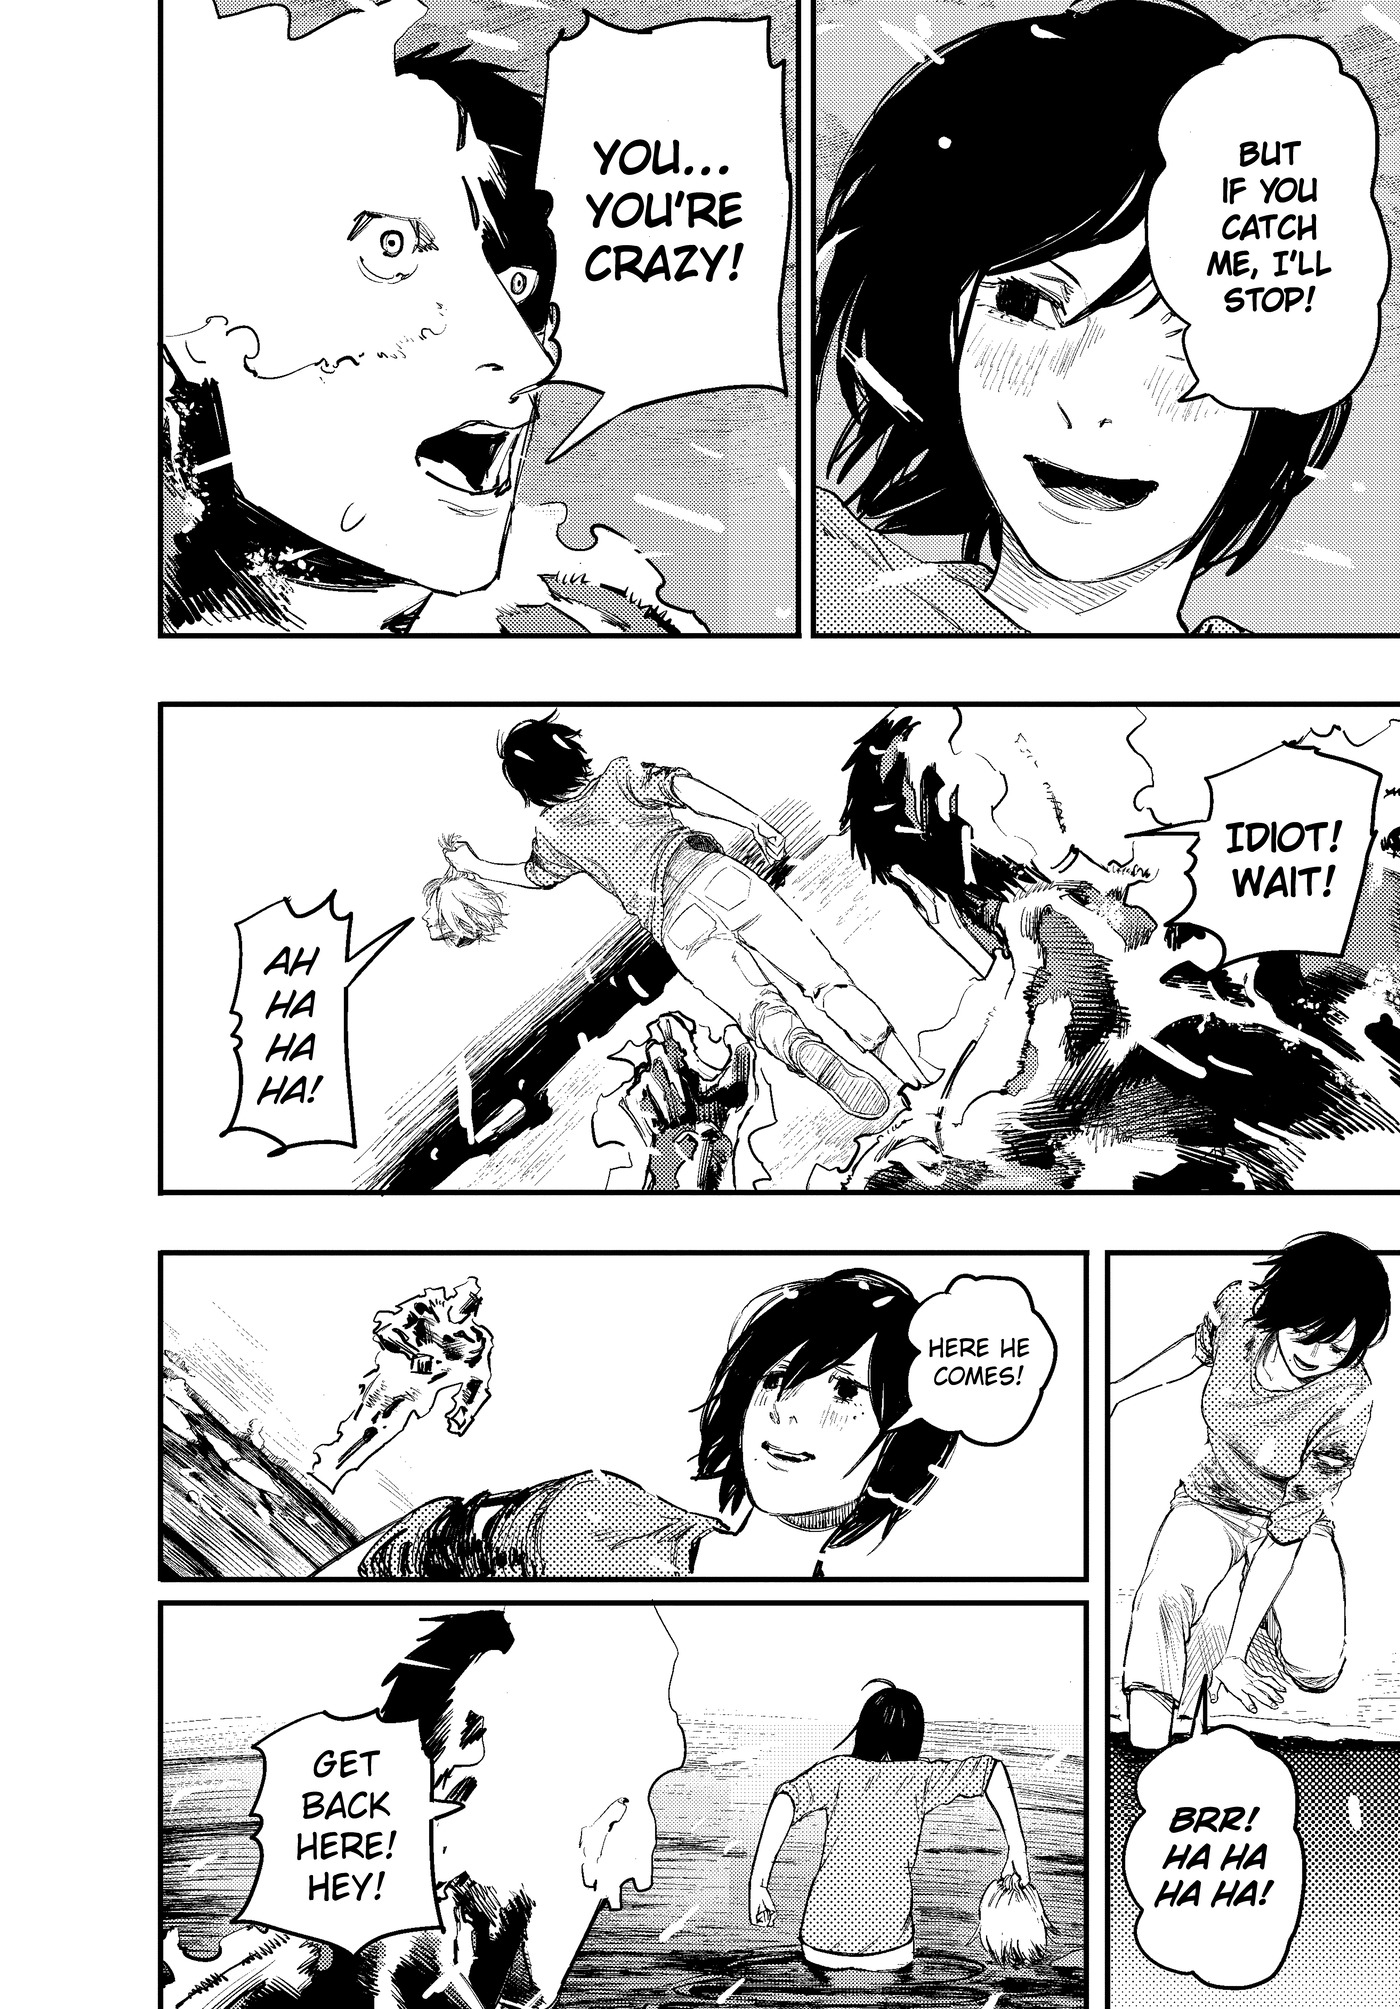 BUT
IF YOU
CATCH
ME, I'LL
STOP!
YOU...
YOU'RE
CRAZY!
IDIOT!
WAIT!
AH
HA
HA
HA!
BRR!
HA HA
HA HA!
HERE HE
COMES!
GET
BACK
HERE!
HEY!